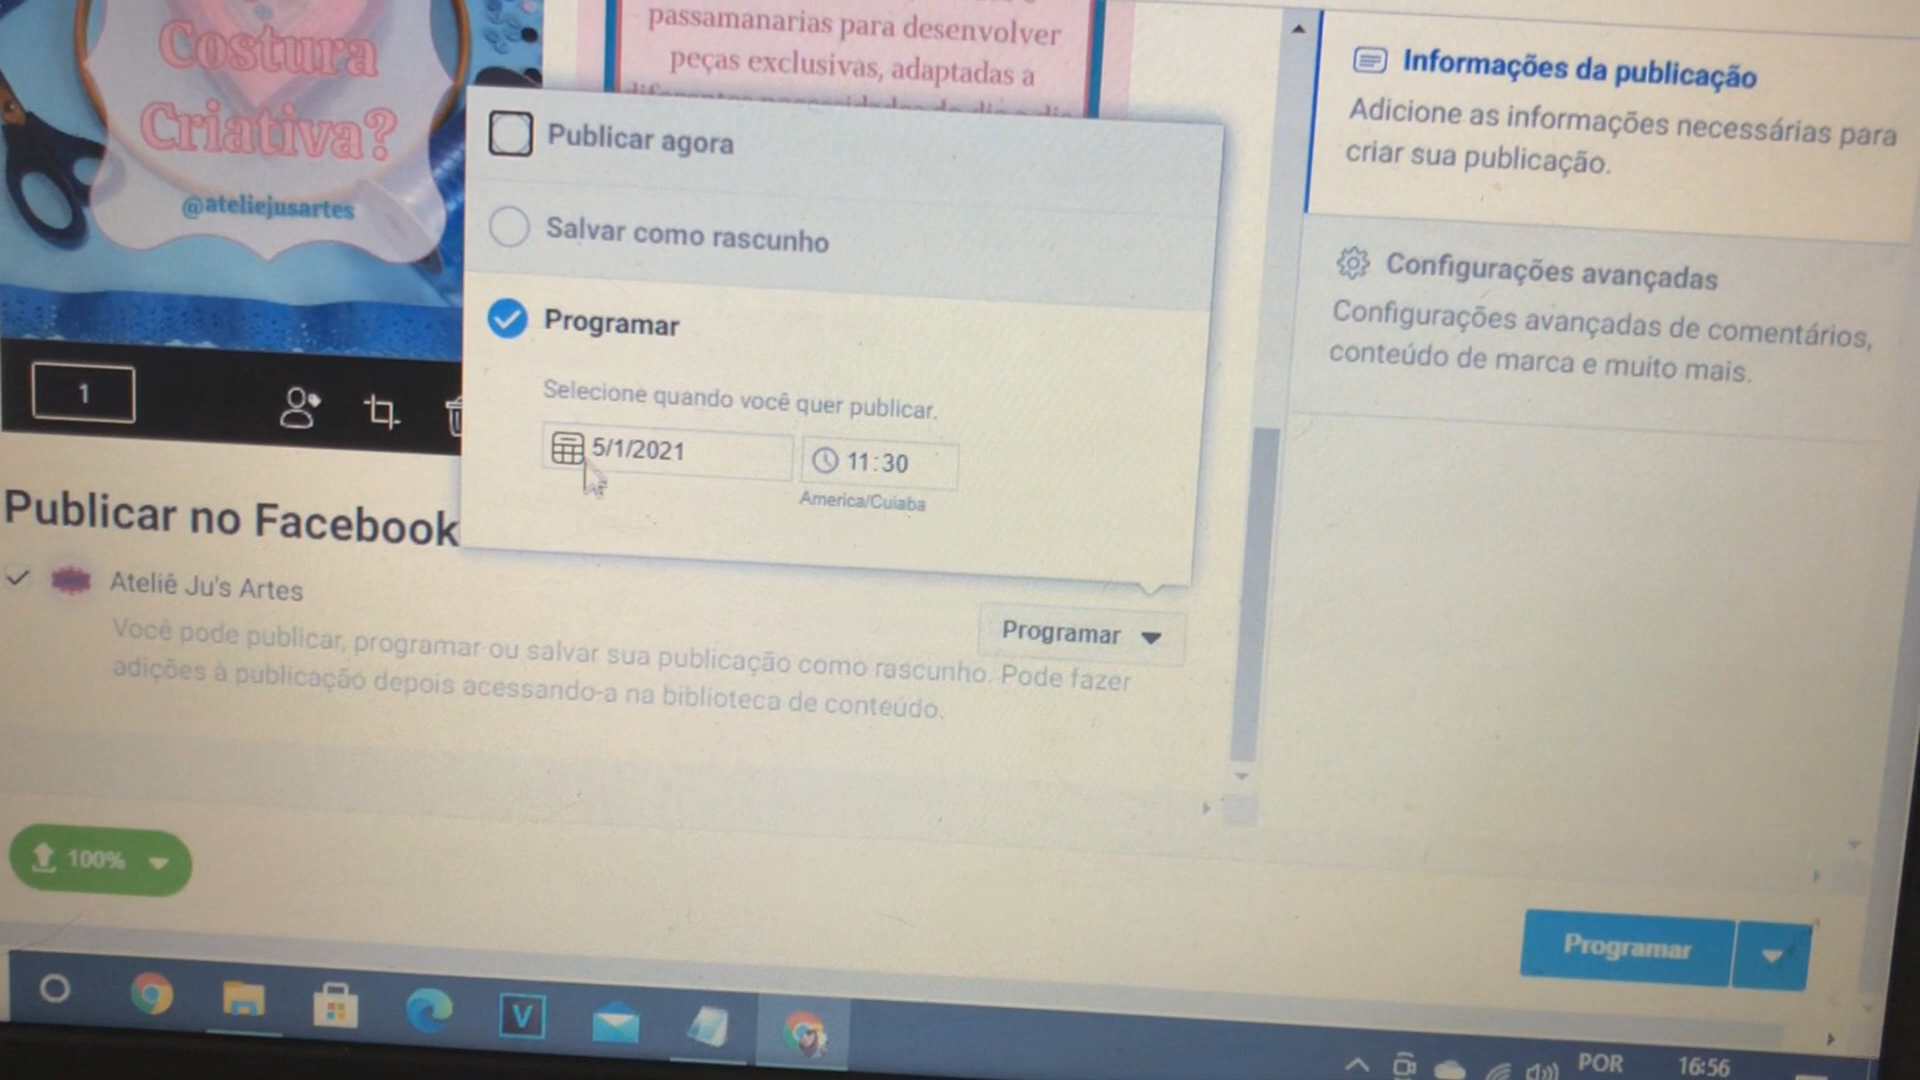 Costura
Criativa?
@ateliejusartes
passamanarias para desenvolver
peças exclusivas, adaptadas a
Publicar agora
Salvar como rascunho
Programar
Selecione quando você quer publicar.
5/1/2021
11:30
America/Cuiaba
1
Publicar no Facebook
Ateliê Ju's Artes
Você pode publicar, programar ou salvar sua publicação como rascunho. Pode fazer
adições à publicação depois acessando-a na biblioteca de conteúdo.
Programar
Informações da publicação
Adicione as informações necessárias para
criar sua publicação.
Configurações avançadas
Configurações avançadas de comentários,
conteúdo de marca e muito mais.
100%
Programar
V
POR
16:56